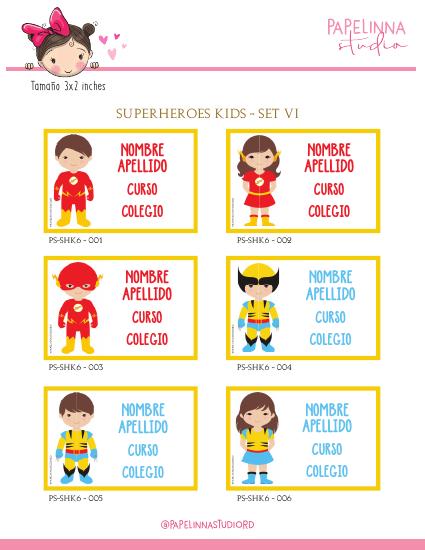 PAPELINNA
studio
Tamaño 3x2 inches
SUPERHEROES KIDS - SET VI
NOMBRE
APELLIDO
CURSO
COLEGIO
PS-SHK6 - 001
NOMBRE
APELLIDO
CURSO
COLEGIO
PS-SHK6 - 002
NOMBRE
APELLIDO
CURSO
COLEGIO
PS-SHK6 - 003
NOMBRE
APELLIDO
CURSO
COLEGIO
PS-SHK6 - 004
NOMBRE
APELLIDO
CURSO
COLEGIO
PS-SHK6 - 005
NOMBRE
APELLIDO
CURSO
COLEGIO
PS-SHK6 - 006
@PAPELINNASTUDIORD